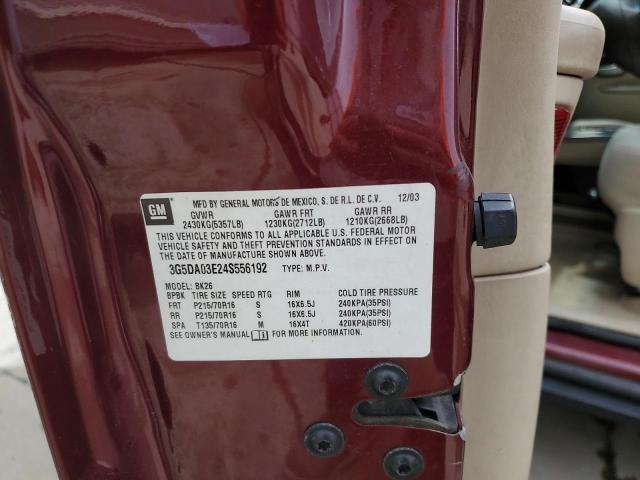 GM MFD BY GENERAL MOTORS DE MEXICO, S. DE R.L. DE C.V. 12/03
GVWR GAWR FRT GAWR RR
2430KG(5357LB) 1230KG(2712LB) 1210KG(2668LB)
THIS VEHICLE CONFORMS TO ALL APPLICABLE U.S. FEDERAL MOTOR
VEHICLE SAFETY AND THEFT PREVENTION STANDARDS IN EFFECT
ON THE DATE OF MANUFACTURE SHOWN ABOVE.
3G5DA03E24S556192 TYPE: M.P.V.
MODEL: BK26
BPBK TIRE SIZE SPEED RTG RIM COLD TIRE PRESSURE
FRT P215/70R16 S 16X6.5J 240KPA(35PSI)
RR P215/70R16 S 16X6.5J 240KPA(35PSI)
SPA T135/70R16 M 16X4T 420KPA(60PSI)
SEE OWNER'S MANUAL FOR MORE INFORMATION.